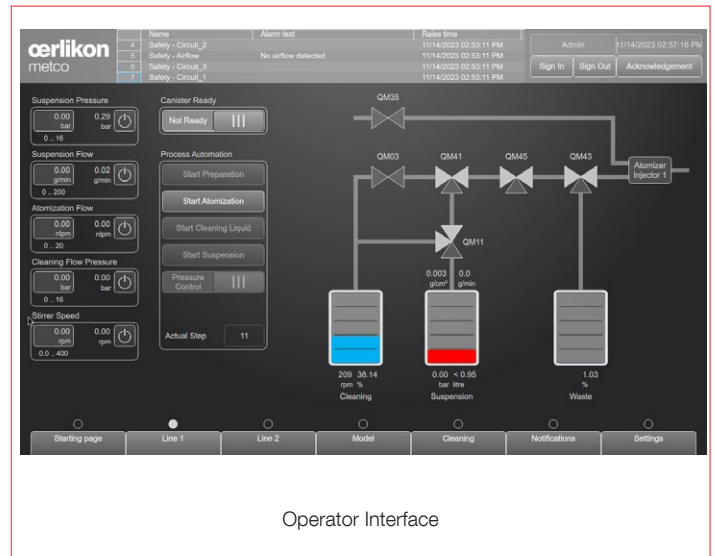 œrlikon
metco
Name Alarm text Raise time
4 Safety - Circuit_2 11/14/2023 02:53:11 PM
5 Safety - Airflow No airflow detected 11/14/2023 02:53:11 PM
6 Safety - Circuit_3 11/14/2023 02:53:11 PM
7 Safety - Circuit_1 11/14/2023 02:53:11 PM
Admin 11/14/2023 02:57:18 PM
Sign In Sign Out Acknowledgement
Suspension Pressure
0.00 0.29
bar bar
0 .. 16
Suspension Flow
0.00 0.02
g/min g/min
0 .. 200
Atomization Flow
0.00 0.00
nlpm nlpm
0 .. 20
Cleaning Flow Pressure
0.00 0.00
bar bar
0 .. 16
Stirrer Speed
0.00 0.00
rpm rpm
0.0 .. 400
Canister Ready
Not Ready
Process Automation
Start Preparation
Start Atomization
Start Cleaning Liquid
Start Suspension
Pressure
Control
Actual Step 11
QM35
QM03 QM41 QM45 QM43
Atomizer
Injector 1
QM11
0.003 0.0
g/cm³ g/min
209 38.14
rpm %
Cleaning
0.00 < 0.95
bar litre
Suspension
1.03
%
Waste
Starting page Line 1 Line 2 Model Cleaning Notifications Settings
Operator Interface